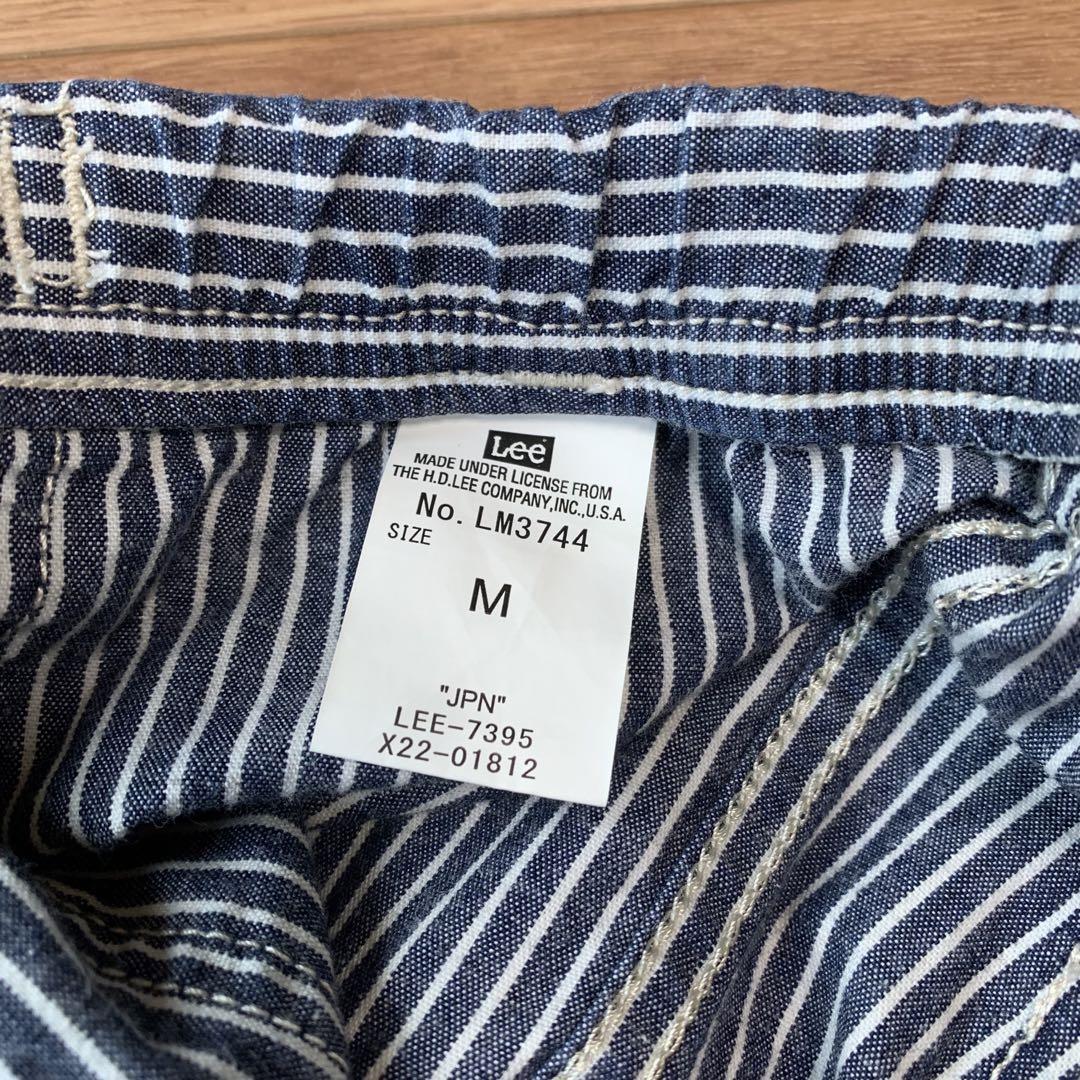 Lee
MADE UNDER LICENSE FROM
THE H.D.LEE COMPANY,INC.,U.S.A.
No. LM3744
SIZE
M
"JPN"
LEE-7395
X22-01812